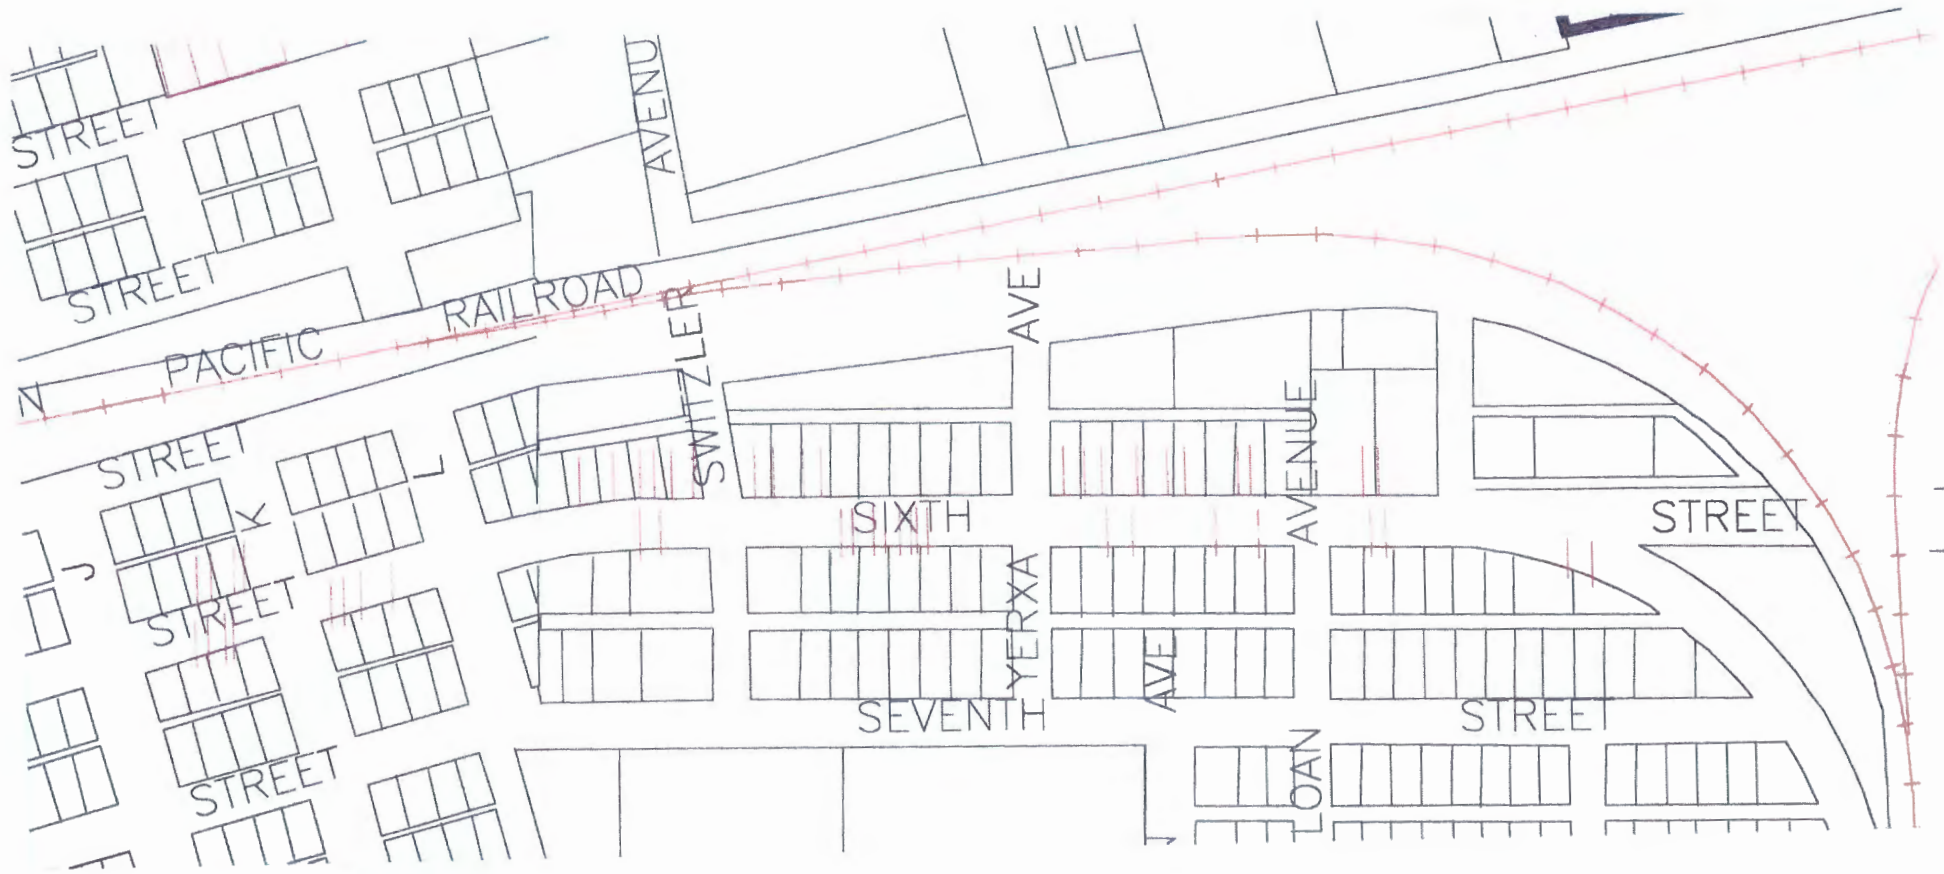 AVENU
STREET
STREET
RAILROAD
PACIFIC
N
SWITZLER
AVE
STREET
J
K
L
AVENUE
SIXTH
STREET
STREET
YERXA
AVE
SEVENTH
STREET
STREET
LOAN